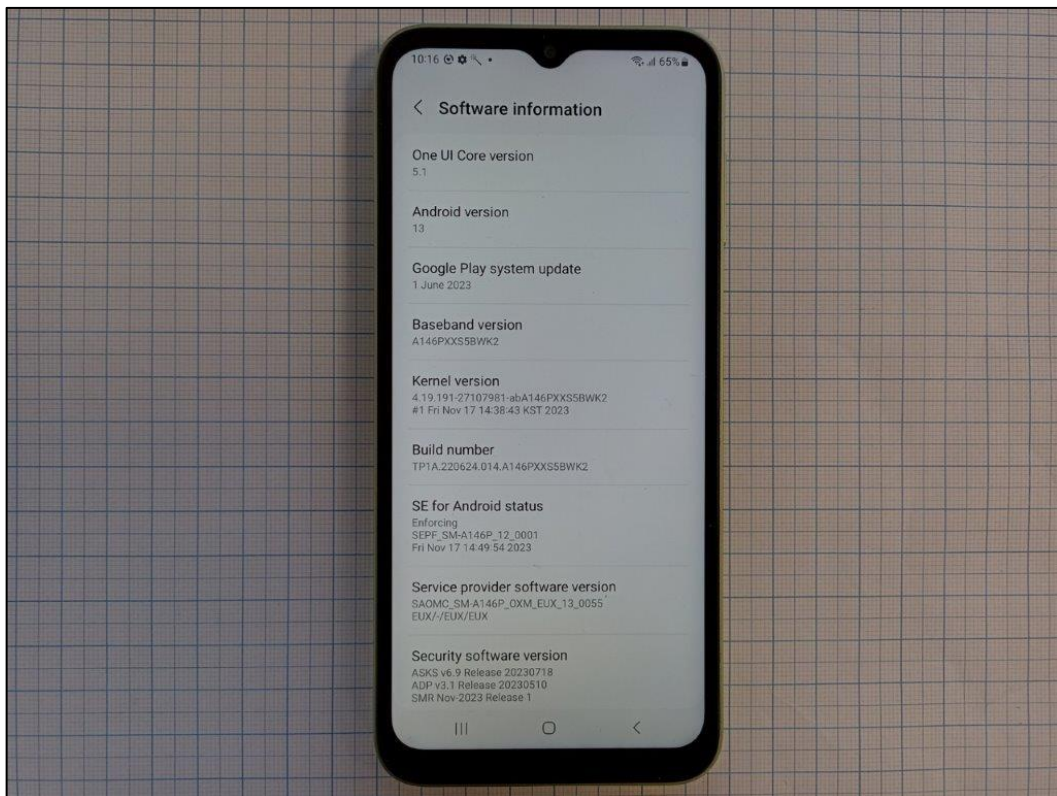 10:16
65%
Software information
One UI Core version
5.1
Android version
13
Google Play system update
1 June 2023
Baseband version
A146PXXS5BWK2
Kernel version
4.19.191-27107981-abA146PXXS5BWK2
#1 Fri Nov 17 14:38:43 KST 2023
Build number
TP1A.220624.014.A146PXXS5BWK2
SE for Android status
Enforcing
SEPF_SM-A146P_12_0001
Fri Nov 17 14:49:54 2023
Service provider software version
SAOMC_SM-A146P_OXM_EUX_13_0055
EUX/-/EUX/EUX
Security software version
ASKS v6.9 Release 20230718
ADP v3.1 Release 20230510
SMR Nov-2023 Release 1